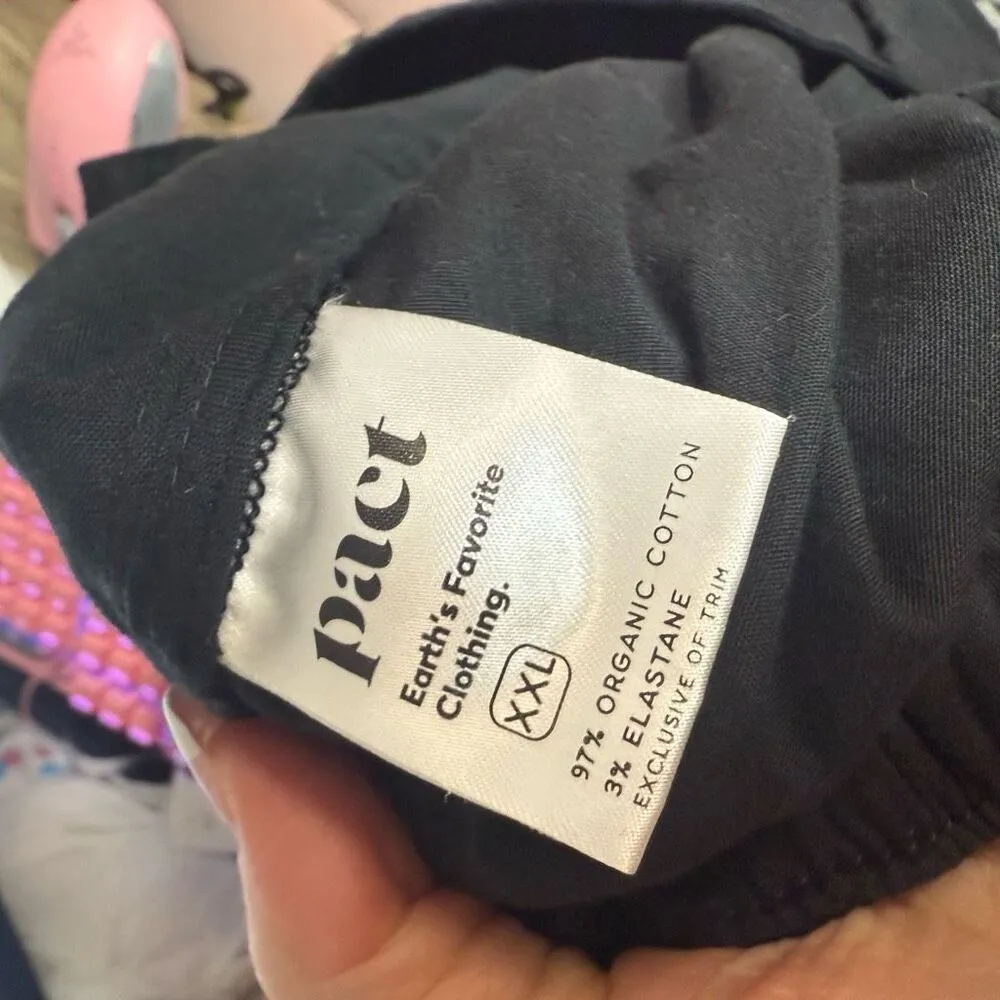 pact
Earth's Favorite
Clothing.
XXL
97% ORGANIC COTTON
3% ELASTANE
EXCLUSIVE OF TRIM